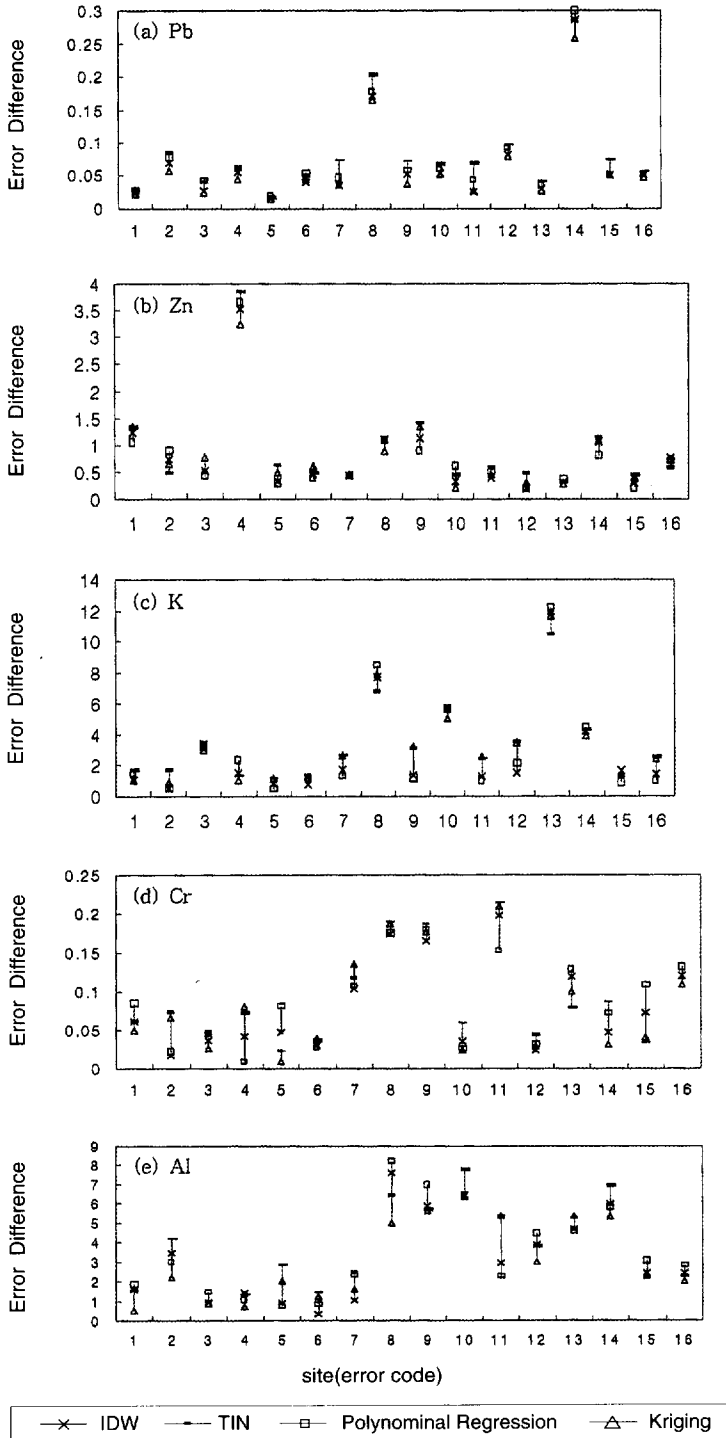 (a) Pb
Error Difference
0.3
0.25
0.2
0.15
0.1
0.05
0
1 2 3 4 5 6 7 8 9 10 11 12 13 14 15 16
(b) Zn
Error Difference
4
3.5
3
2.5
2
1.5
1
0.5
0
1 2 3 4 5 6 7 8 9 10 11 12 13 14 15 16
(c) K
Error Difference
14
12
10
8
6
4
2
0
1 2 3 4 5 6 7 8 9 10 11 12 13 14 15 16
(d) Cr
Error Difference
0.25
0.2
0.15
0.1
0.05
0
1 2 3 4 5 6 7 8 9 10 11 12 13 14 15 16
(e) Al
Error Difference
9
8
7
6
5
4
3
2
1
0
1 2 3 4 5 6 7 8 9 10 11 12 13 14 15 16
site(error code)
IDW TIN Polynominal Regression Kriging